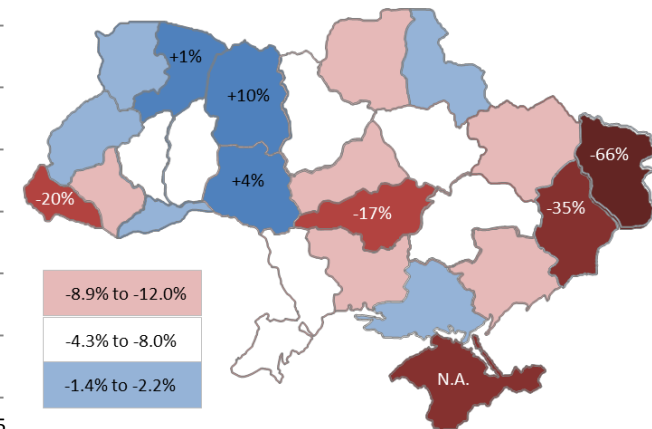 +1%
+10%
-66%
+4%
-20%
-17%
-35%
-8.9% to -12.0%
-4.3% to -8.0%
-1.4% to -2.2%
N.A.